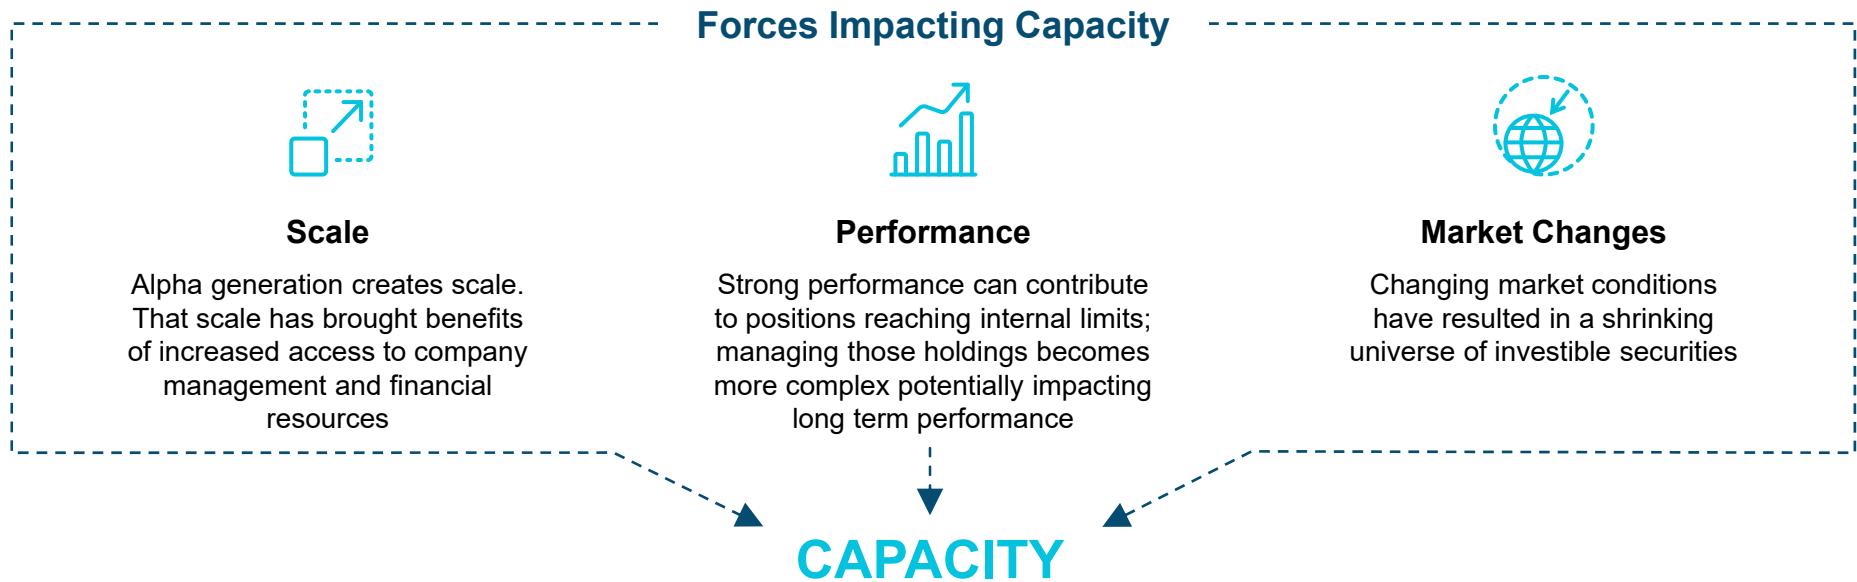 Forces Impacting Capacity
Scale
Alpha generation creates scale.
That scale has brought benefits
of increased access to company
management and financial
resources
Performance
Strong performance can contribute
to positions reaching internal limits;
managing those holdings becomes
more complex potentially impacting
long term performance
Market Changes
Changing market conditions
have resulted in a shrinking
universe of investible securities
CAPACITY